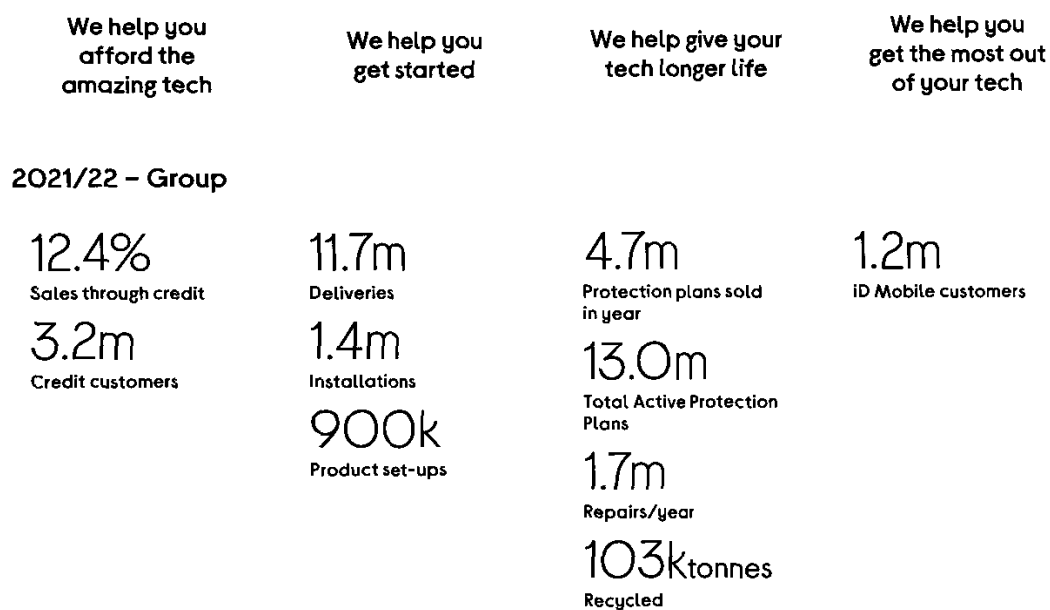 We help you
afford the
amazing tech
We help you
get started
We help give your
tech longer life
We help you
get the most out
of your tech
2021/22 – Group
12.4%
Sales through credit
3.2m
Credit customers
11.7m
Deliveries
1.4m
Installations
900k
Product set-ups
4.7m
Protection plans sold
in year
13.0m
Total Active Protection
Plans
1.7m
Repairs/year
103ktonnes
Recycled
1.2m
iD Mobile customers